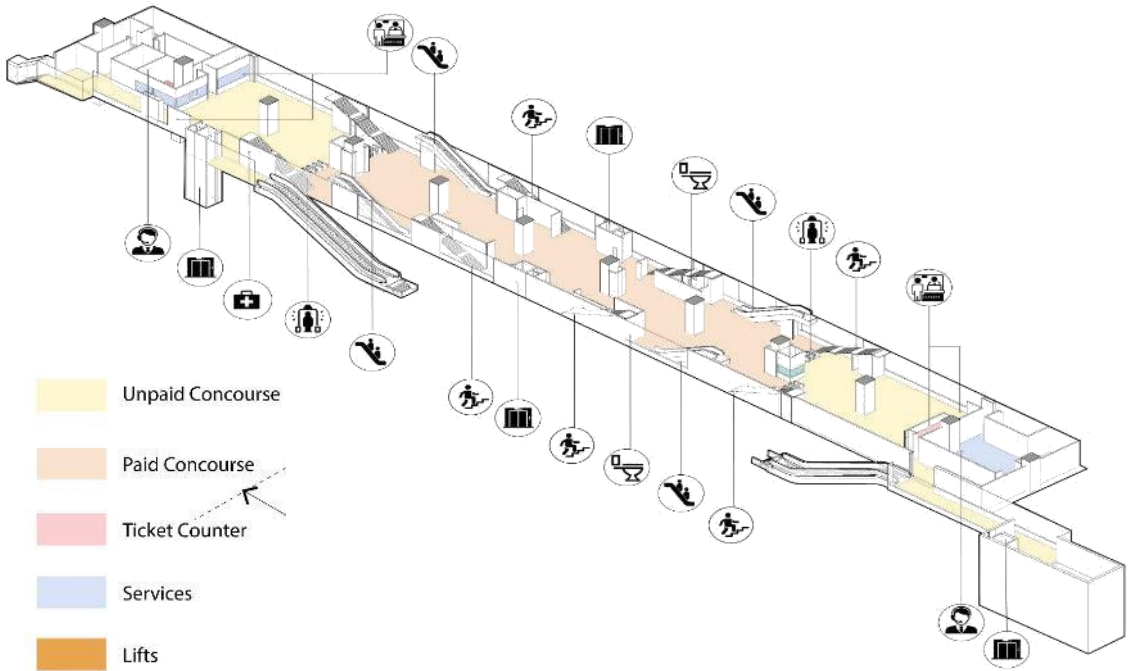 Unpaid Concourse
Paid Concourse
Ticket Counter
Services
Lifts